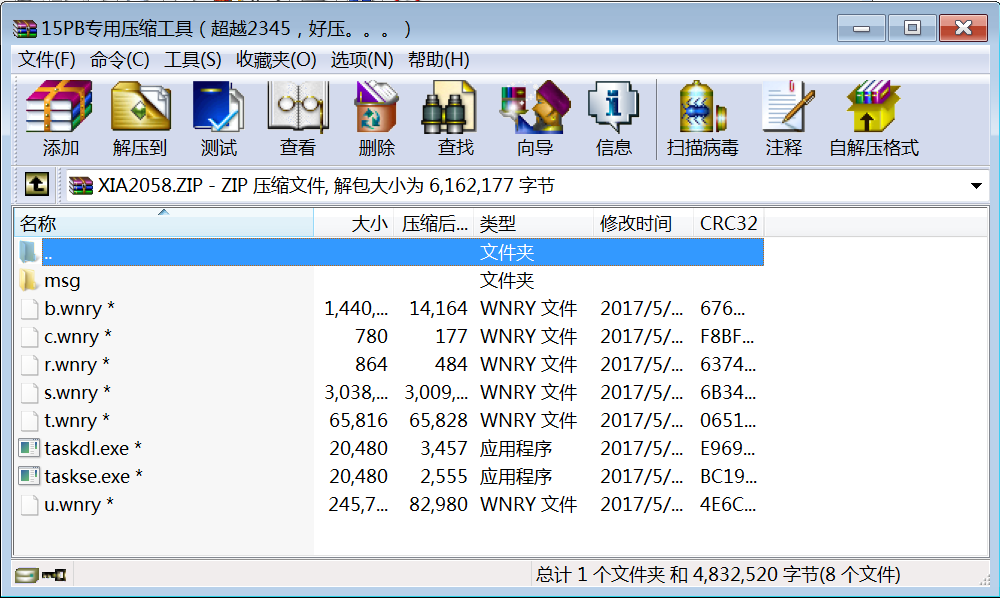 15PB专用压缩工具（超越2345，好压。。。）
文件(F) 命令(C) 工具(S) 收藏夹(O) 选项(N) 帮助(H)
添加 解压到 测试 查看 删除 查找 向导 信息 扫描病毒 注释 自解压格式
XIA2058.ZIP - ZIP 压缩文件, 解包大小为 6,162,177 字节
名称 大小 压缩后... 类型 修改时间 CRC32
.. 文件夹
msg 文件夹
b.wnry * 1,440,... 14,164 WNRY 文件 2017/5/... 676...
c.wnry * 780 177 WNRY 文件 2017/5/... F8BF...
r.wnry * 864 484 WNRY 文件 2017/5/... 6374...
s.wnry * 3,038,... 3,009,... WNRY 文件 2017/5/... 6B34...
t.wnry * 65,816 65,828 WNRY 文件 2017/5/... 0651...
taskdl.exe * 20,480 3,457 应用程序 2017/5/... E969...
taskse.exe * 20,480 2,555 应用程序 2017/5/... BC19...
u.wnry * 245,7... 82,980 WNRY 文件 2017/5/... 4E6C...
总计 1 个文件夹 和 4,832,520 字节(8 个文件)